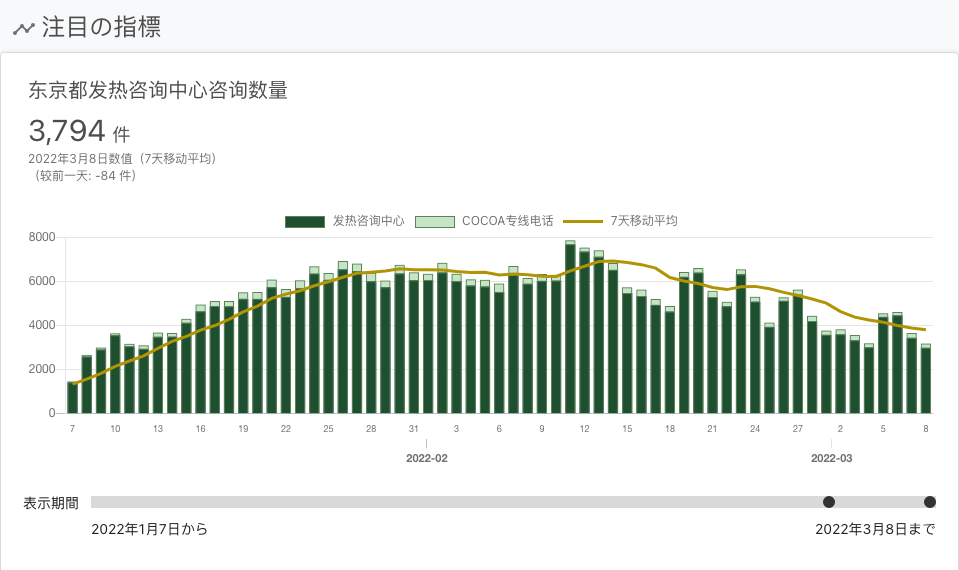 注目の指標
东京都发热咨询中心咨询数量
3,794 件
2022年3月8日数值（7天移动平均）
（较前一天: -84 件）
发热咨询中心 COCOA专线电话 7天移动平均
8000
6000
4000
2000
0
7 10 13 16 19 22 25 28 31 3 6 9 12 15 18 21 24 27 2 5 8
2022-02 2022-03
表示期間
2022年1月7日から 2022年3月8日まで